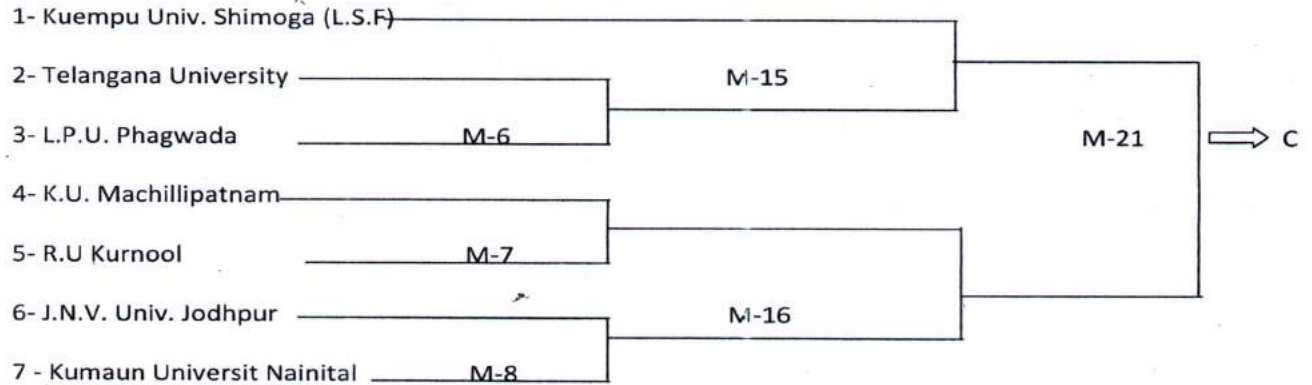 1- Kuempu Univ. Shimoga (L.S.F)
2- Telangana University
M-15
3- L.P.U. Phagwada
M-6
M-21
C
4- K.U. Machillipatnam
5- R.U Kurnool
M-7
6- J.N.V. Univ. Jodhpur
M-16
7 - Kumaun Universit Nainital
M-8